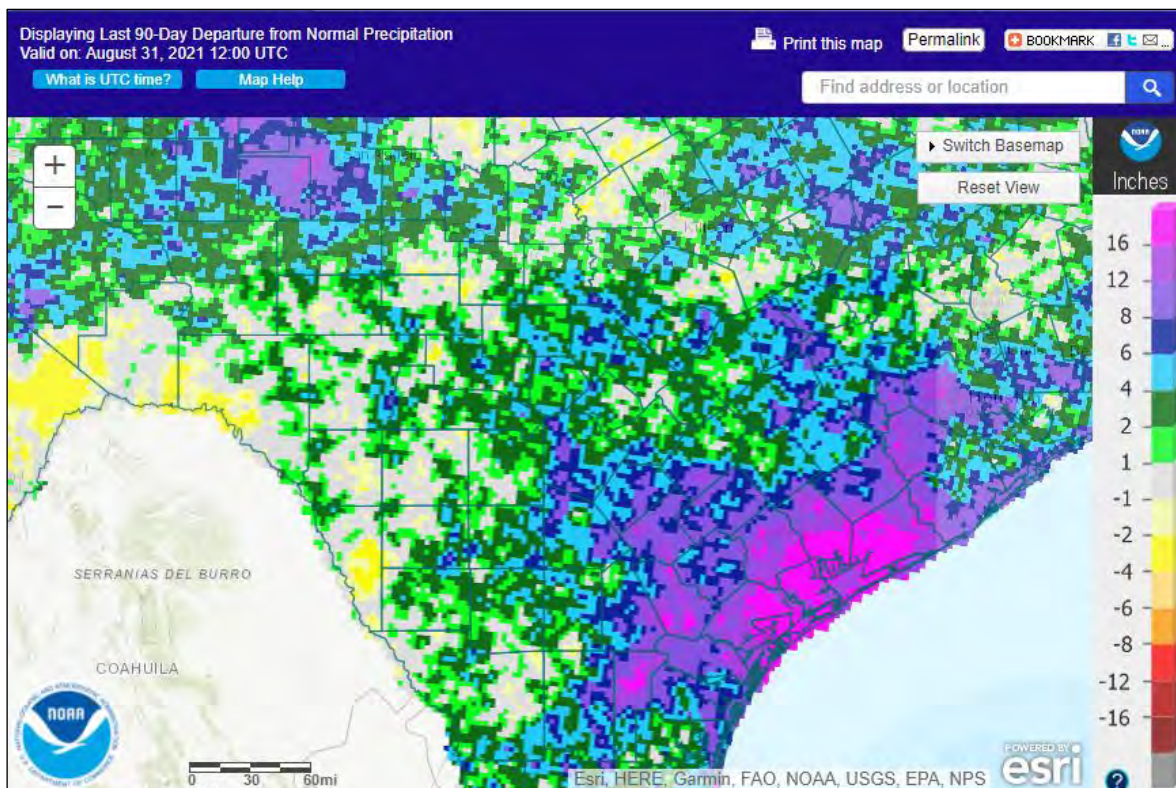 Displaying Last 90-Day Departure from Normal Precipitation
Valid on: August 31, 2021 12:00 UTC
What is UTC time?
Map Help
Print this map
Permalink
BOOKMARK
Find address or location
+
−
Switch Basemap
Reset View
NOAA
Inches
16
12
8
6
4
2
1
-1
-2
-4
-6
-8
-12
-16
SERRANIAS DEL BURRO
COAHUILA
NOAA
0 30 60mi
Esri, HERE, Garmin, FAO, NOAA, USGS, EPA, NPS
POWERED BY
esri
?